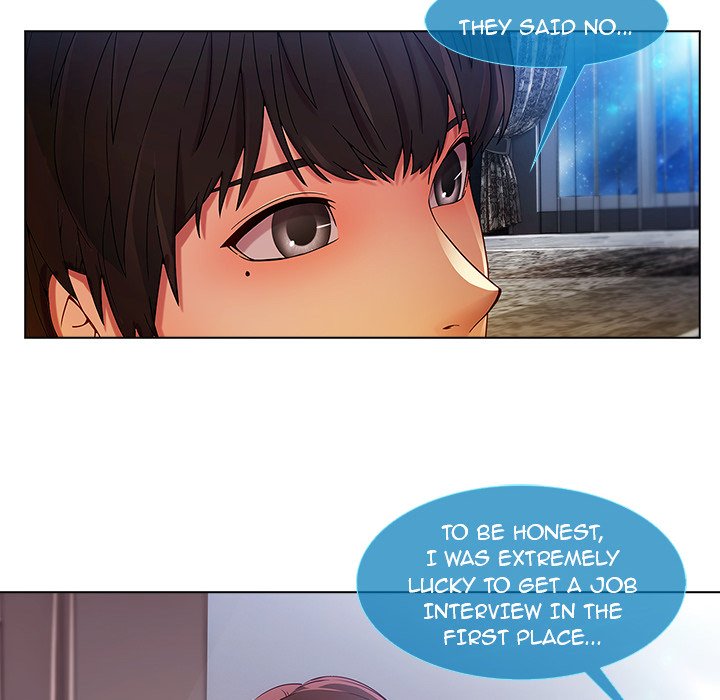 THEY SAID NO...
TO BE HONEST,
I WAS EXTREMELY
LUCKY TO GET A JOB
INTERVIEW IN THE
FIRST PLACE...